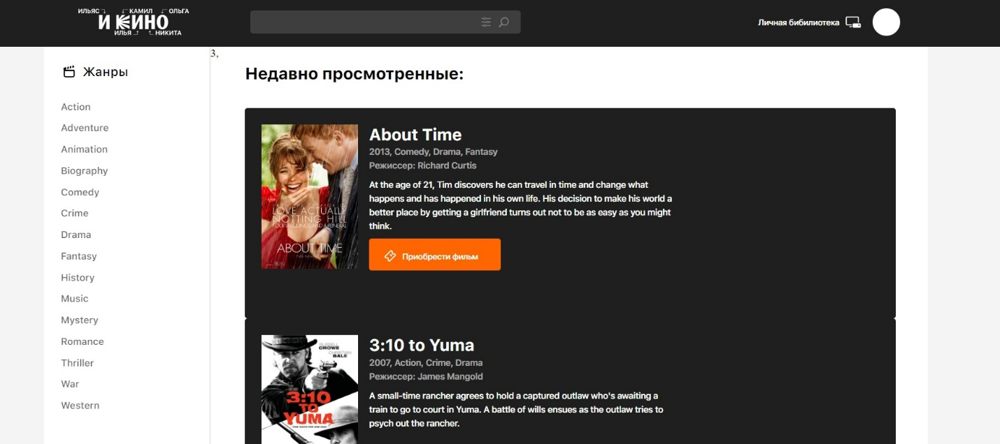 ИЛЬЯС КАМИЛ ОЛЬГА
И КИНО
ИЛЬЯ НИКИТА
Личная бибилиотека
3,
Жанры
Action
Adventure
Animation
Biography
Comedy
Crime
Drama
Fantasy
History
Music
Mystery
Romance
Thriller
War
Western
Недавно просмотренные:
LOVE ACTUALLY
NOTTING HILL
FOUR WEDDINGS AND A FUNERAL
ABOUT TIME
About Time
2013, Comedy, Drama, Fantasy
Режиссер: Richard Curtis
At the age of 21, Tim discovers he can travel in time and change what
happens and has happened in his own life. His decision to make his world a
better place by getting a girlfriend turns out not to be as easy as you might
think.
Приобрести фильм
RUSSELL
CROWE
CHRISTIAN
BALE
3:10
TO
YUMA
3:10 to Yuma
2007, Action, Crime, Drama
Режиссер: James Mangold
A small-time rancher agrees to hold a captured outlaw who's awaiting a
train to go to court in Yuma. A battle of wills ensues as the outlaw tries to
psych out the rancher.